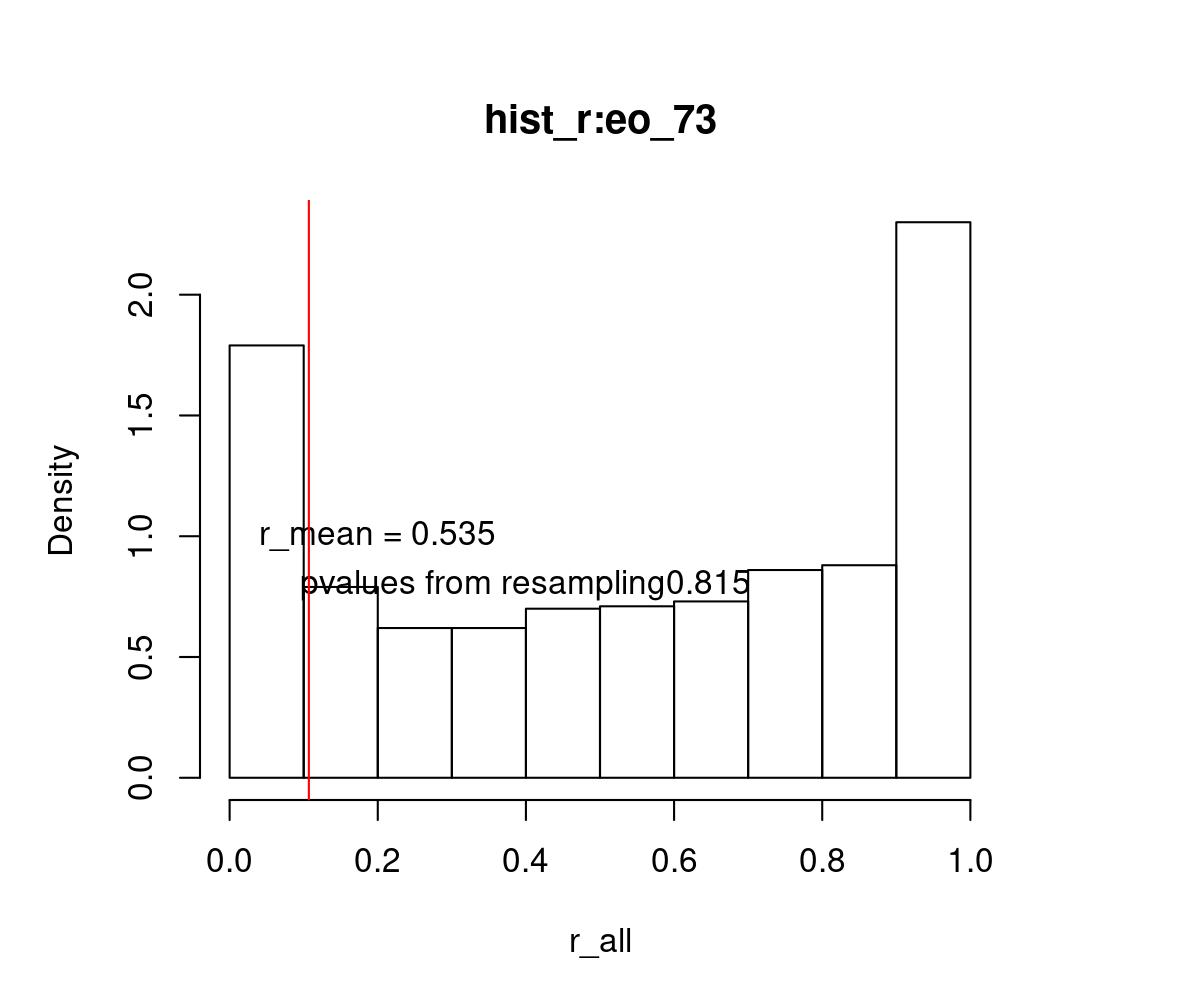 hist_r:eo_73
Density
2.0
1.5
1.0
0.5
0.0
r_mean = 0.535
pvalues from resampling0.815
0.0 0.2 0.4 0.6 0.8 1.0
r_all